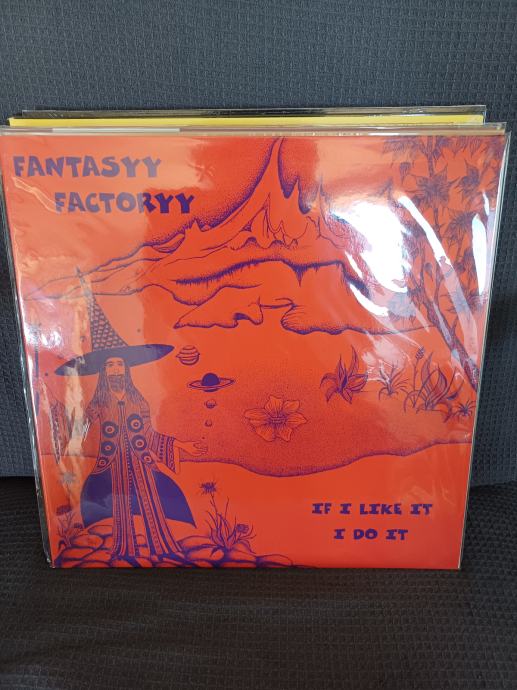 FANTASYY
FACTORYY
IF I LIKE IT
I DO IT